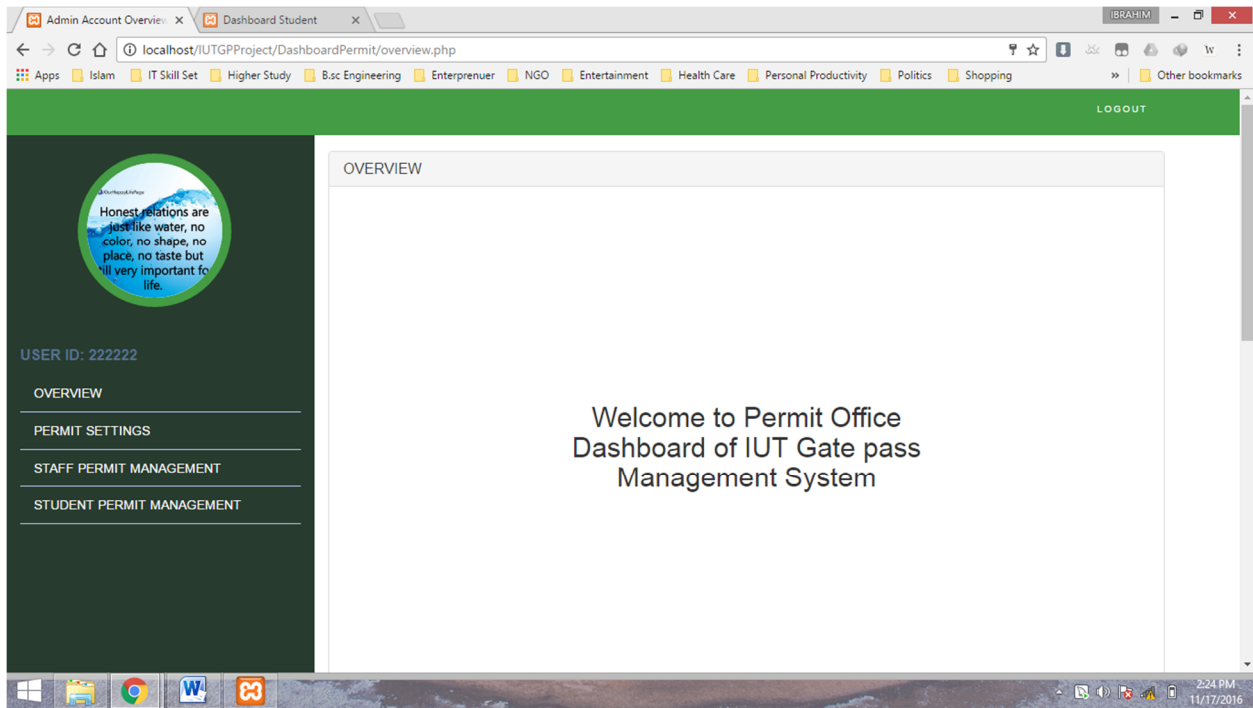 Admin Account Overview
Dashboard Student
IBRAHIM
localhost/IUTGPProject/DashboardPermit/overview.php
Apps Islam IT Skill Set Higher Study B.sc Engineering Enterprenuer NGO Entertainment Health Care Personal Productivity Politics Shopping » Other bookmarks
LOGOUT
Honest relations are
just like water, no
color, no shape, no
place, no taste but
still very important for
life.
USER ID: 222222
OVERVIEW
PERMIT SETTINGS
STAFF PERMIT MANAGEMENT
STUDENT PERMIT MANAGEMENT
OVERVIEW
Welcome to Permit Office
Dashboard of IUT Gate pass
Management System
2:24 PM
11/17/2016